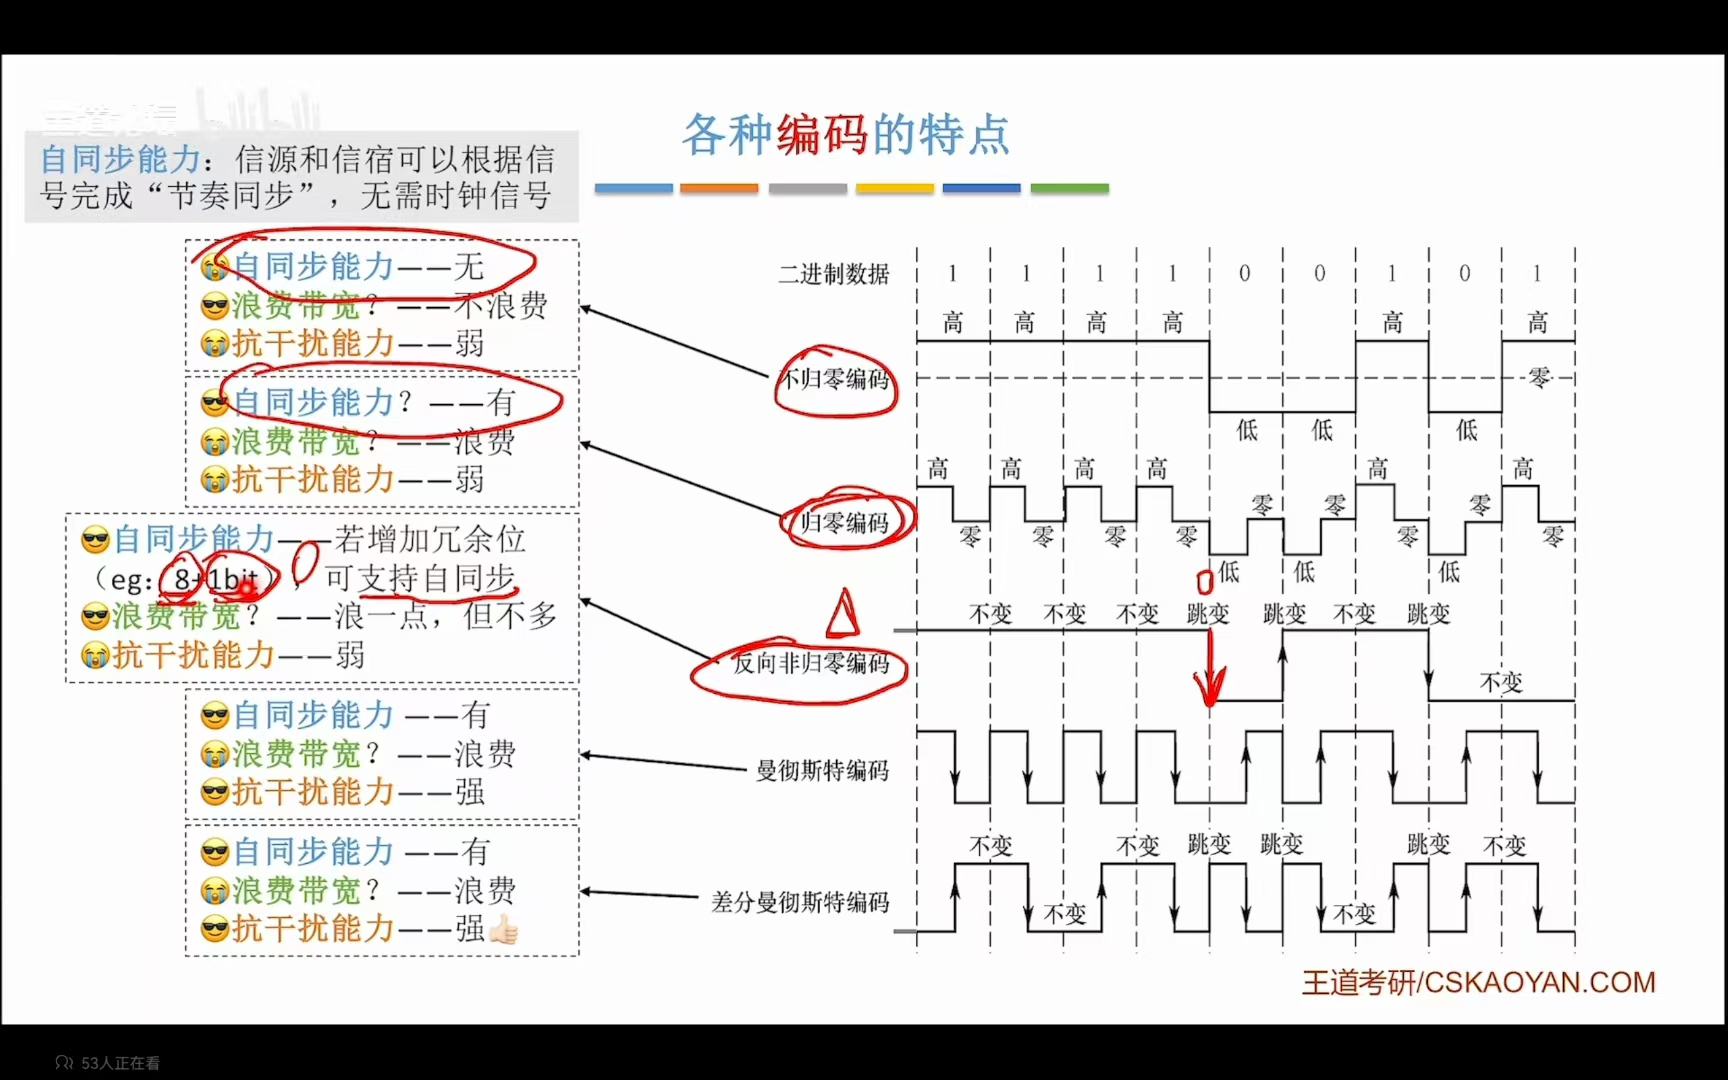 王道论坛
各种编码的特点
自同步能力：信源和信宿可以根据信
号完成“节奏同步”，无需时钟信号
自同步能力——无
浪费带宽？——不浪费
抗干扰能力——弱
自同步能力？——有
浪费带宽？——浪费
抗干扰能力——弱
自同步能力——若增加冗余位
（eg：8+1bit），可支持自同步
浪费带宽？——浪一点，但不多
抗干扰能力——弱
自同步能力 ——有
浪费带宽？——浪费
抗干扰能力——强
自同步能力 ——有
浪费带宽？——浪费
抗干扰能力——强
二进制数据 1 1 1 1 0 0 1 0 1
高 高 高 高 高 高
不归零编码 零
低 低 低
高 高 高 高 高 高
零 零 零
归零编码
零 零 零 零 零 零
0 低 低 低
0
不变 不变 不变 跳变 跳变 不变 跳变
反向非归零编码
不变
曼彻斯特编码
不变 不变 跳变 跳变 跳变 不变
差分曼彻斯特编码
不变 不变
王道考研/CSKAOYAN.COM
53人正在看